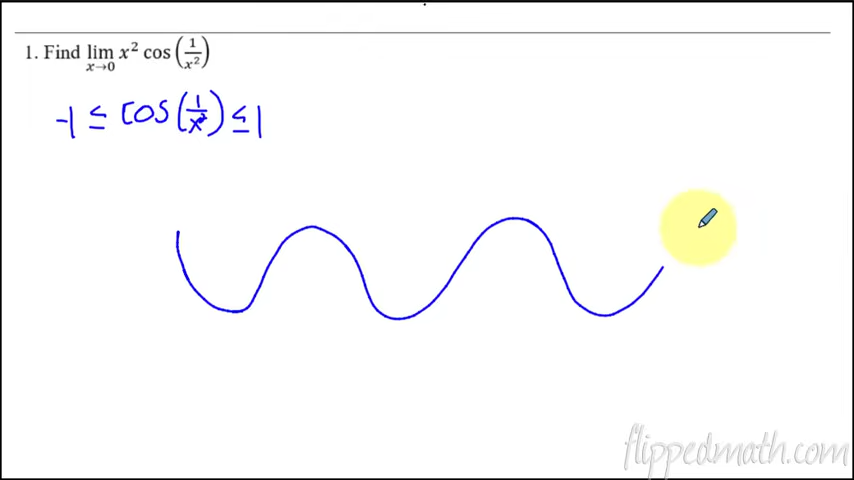 1. Find lim x→0 x² cos(1/x²)
-1 ≤ cos(1/x²) ≤ 1
flippedmath.com